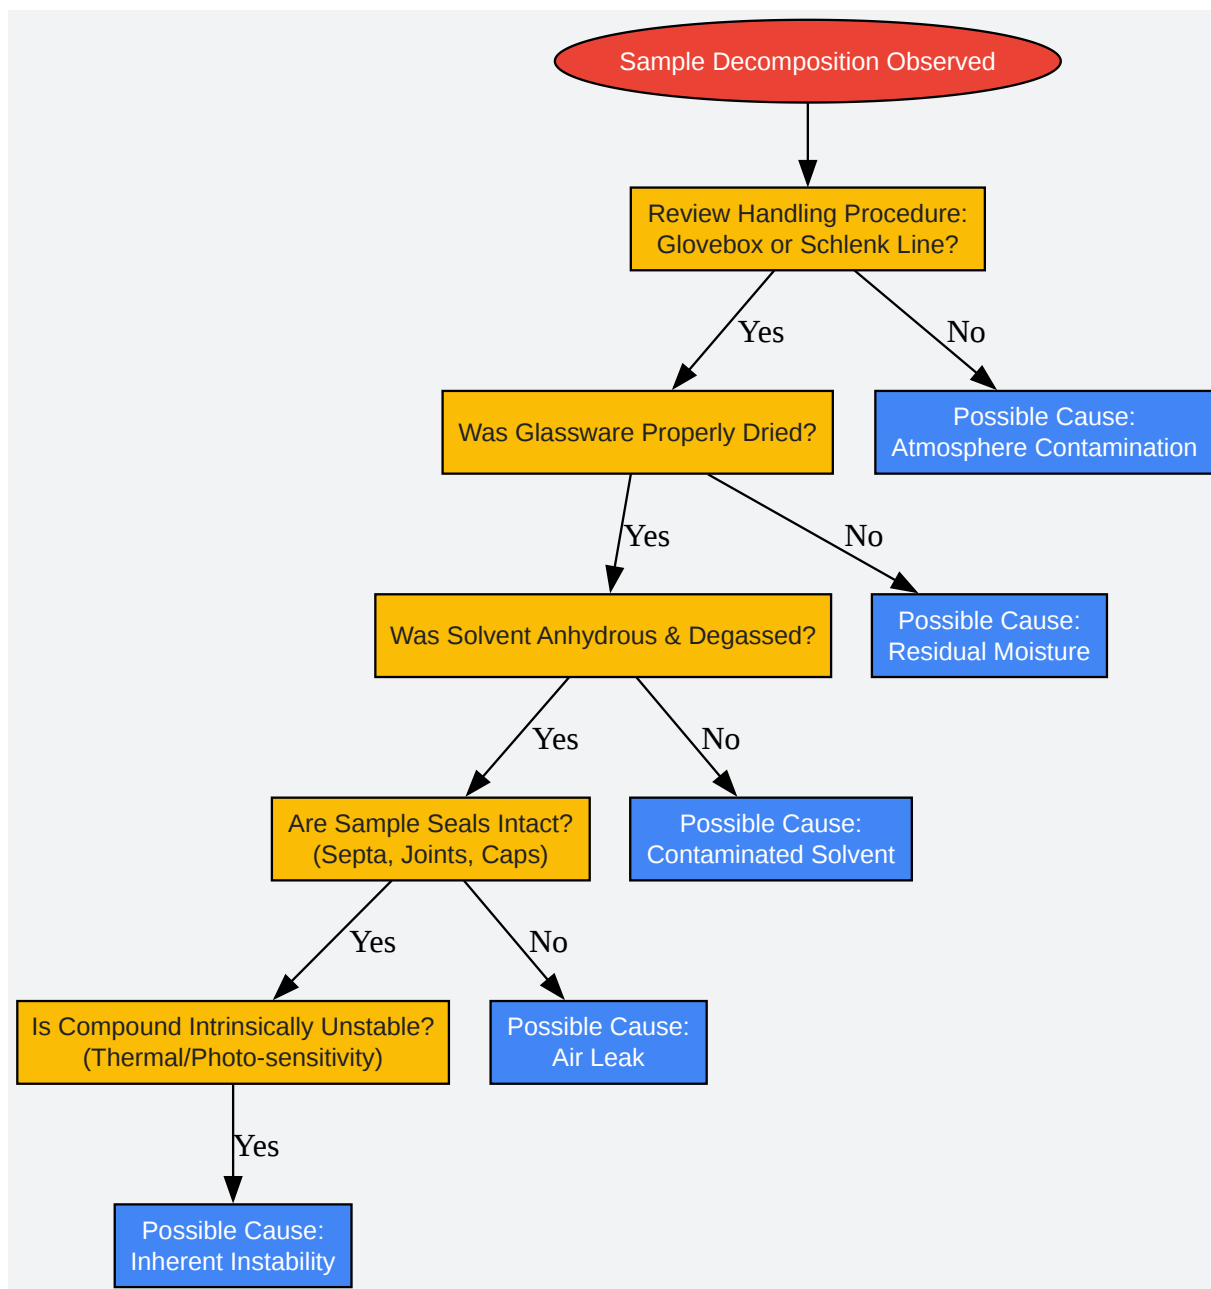 Sample Decomposition Observed
Review Handling Procedure:
Glovebox or Schlenk Line?
Yes
No
Was Glassware Properly Dried?
Possible Cause:
Atmosphere Contamination
Yes
No
Was Solvent Anhydrous & Degassed?
Possible Cause:
Residual Moisture
Yes
No
Are Sample Seals Intact?
(Septa, Joints, Caps)
Possible Cause:
Contaminated Solvent
Yes
No
Is Compound Intrinsically Unstable?
(Thermal/Photo-sensitivity)
Possible Cause:
Air Leak
Yes
Possible Cause:
Inherent Instability